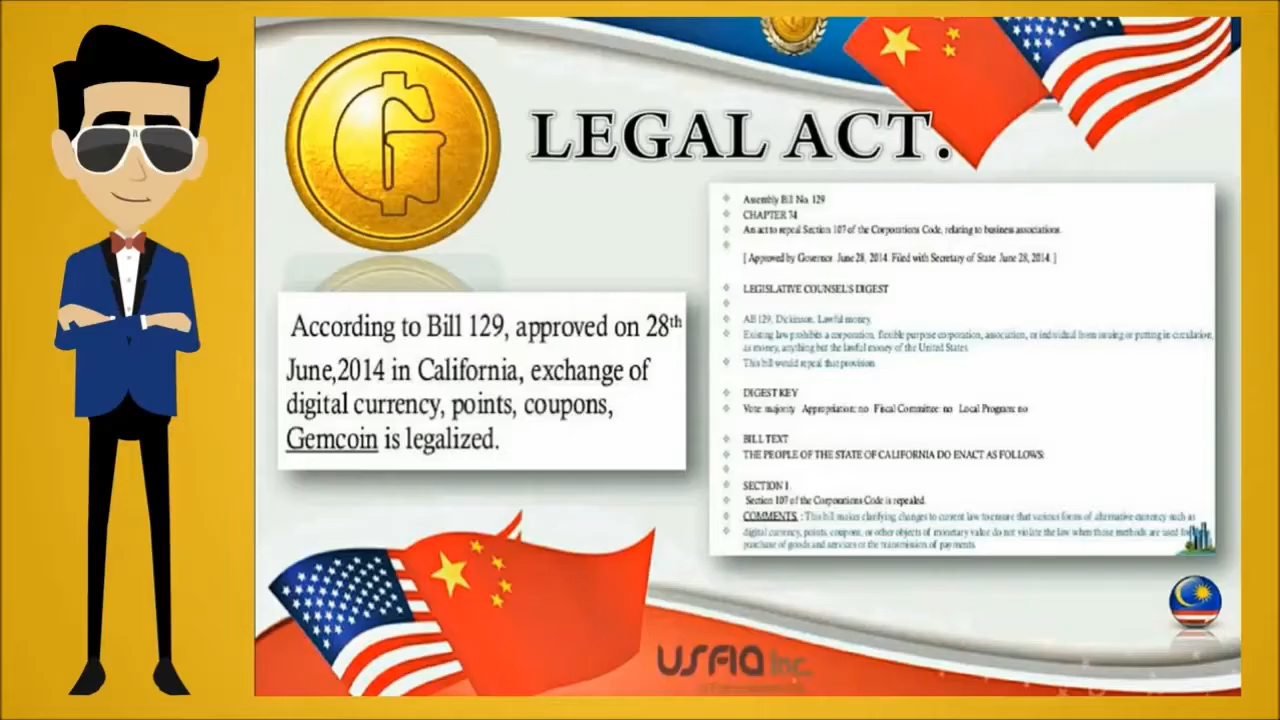 LEGAL ACT.
According to Bill 129, approved on 28th
June,2014 in California, exchange of
digital currency, points, coupons,
Gemcoin is legalized.
Assembly Bill No. 129
CHAPTER 74
An act to repeal Section 107 of the Corporations Code, relating to business associations.
[ Approved by Governor June 28, 2014. Filed with Secretary of State June 28, 2014. ]
LEGISLATIVE COUNSEL'S DIGEST
AB 129, Dickinson. Lawful money.
Existing law prohibits a corporation, flexible purpose corporation, association, or individual from issuing or putting in circulation,
as money, anything but the lawful money of the United States.
This bill would repeal that provision
DIGEST KEY
Vote: majority Appropriation: no Fiscal Committee: no Local Program: no
BILL TEXT
THE PEOPLE OF THE STATE OF CALIFORNIA DO ENACT AS FOLLOWS:
SECTION 1.
Section 107 of the Corporations Code is repealed.
COMMENTS : This bill makes clarifying changes to current law to ensure that various forms of alternative currency such as
digital currency, points, coupons, or other objects of monetary value do not violate the law when those methods are used for
purchase of goods and services or the transmission of payments.
USFIA Inc.